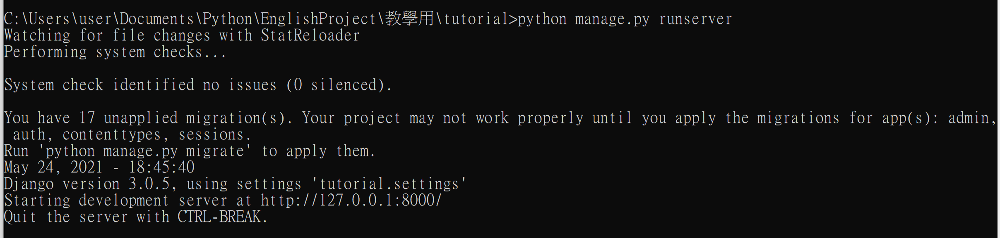 C:\Users\user\Documents\Python\EnglishProject\教學用\tutorial>python manage.py runserver
Watching for file changes with StatReloader
Performing system checks...
System check identified no issues (0 silenced).
You have 17 unapplied migration(s). Your project may not work properly until you apply the migrations for app(s): admin,
 auth, contenttypes, sessions.
Run 'python manage.py migrate' to apply them.
May 24, 2021 - 18:45:40
Django version 3.0.5, using settings 'tutorial.settings'
Starting development server at http://127.0.0.1:8000/
Quit the server with CTRL-BREAK.